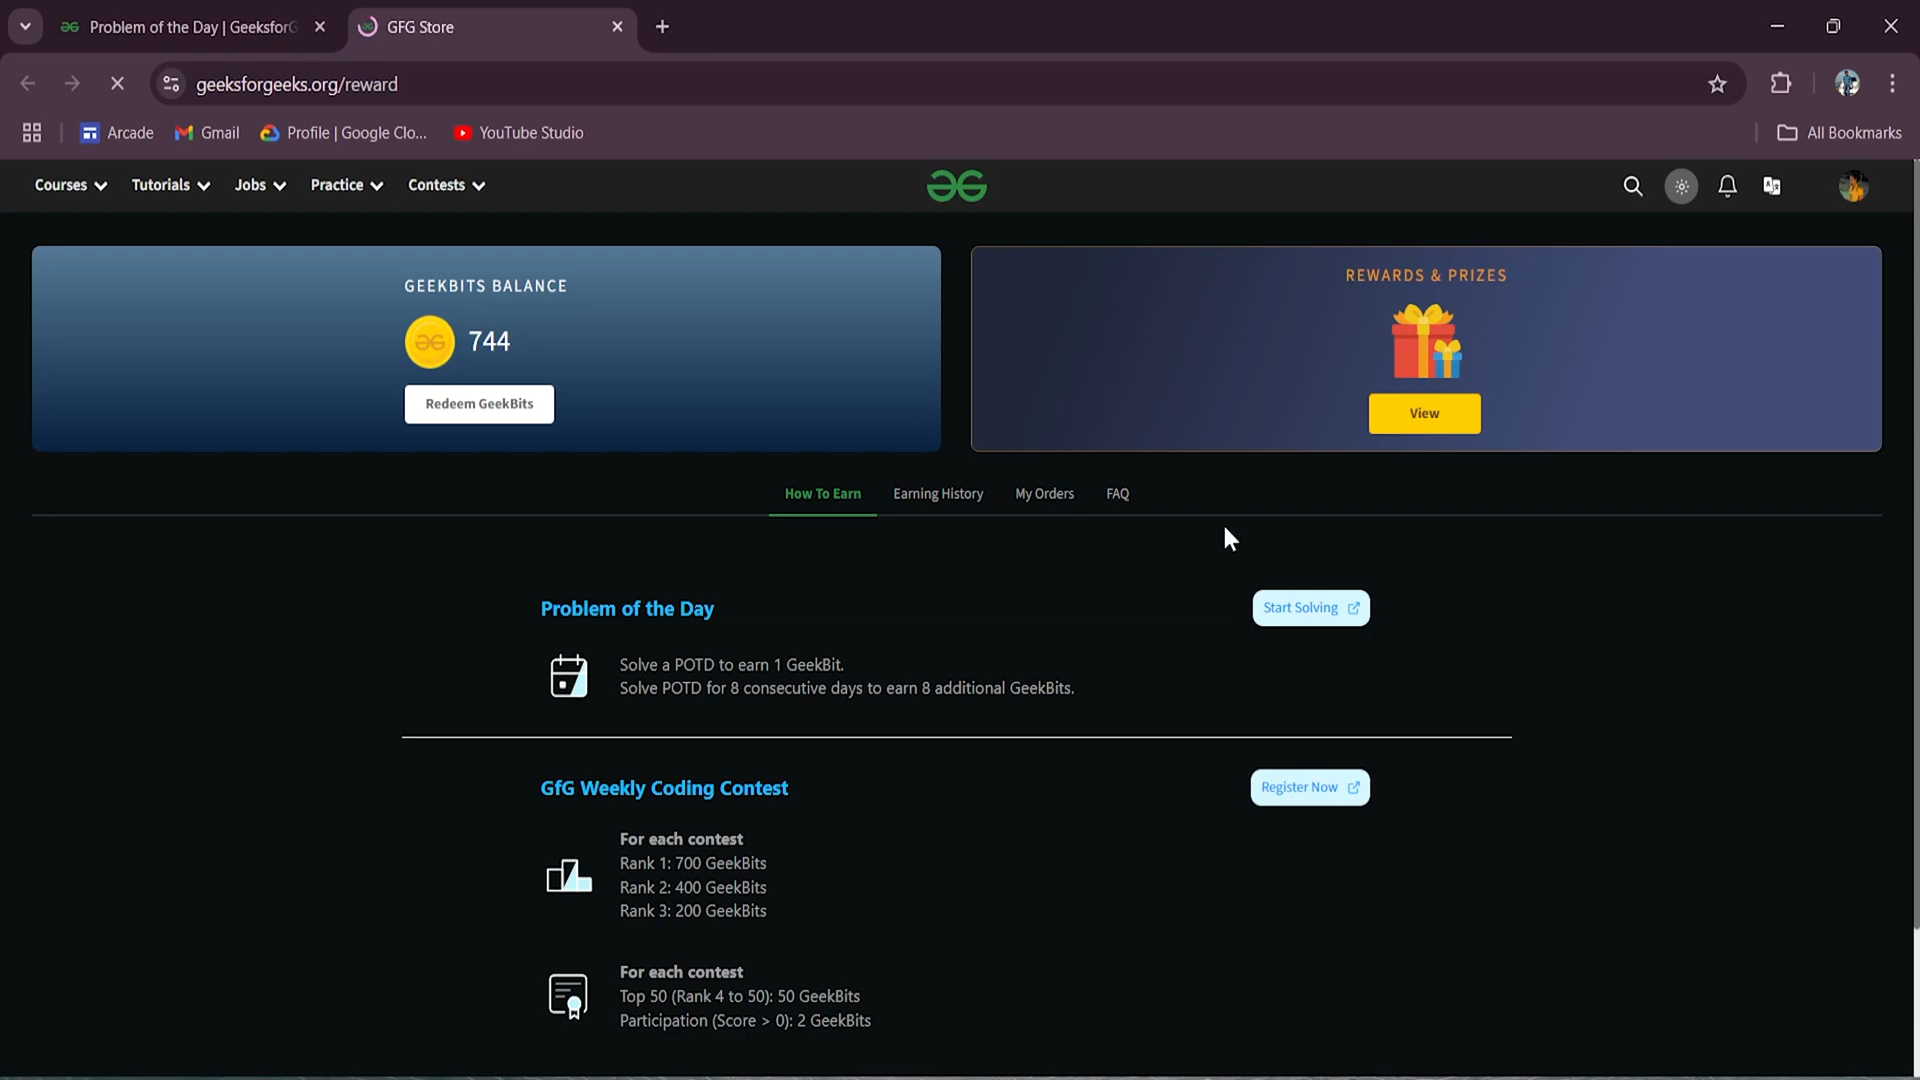 Problem of the Day | Geeksfor
GFG Store
geeksforgeeks.org/reward
Arcade
Gmail
Profile | Google Clo...
YouTube Studio
All Bookmarks
Courses
Tutorials
Jobs
Practice
Contests
GEEKBITS BALANCE
744
Redeem GeekBits
REWARDS & PRIZES
View
How To Earn
Earning History
My Orders
FAQ
Problem of the Day
Start Solving
Solve a POTD to earn 1 GeekBit.
Solve POTD for 8 consecutive days to earn 8 additional GeekBits.
GfG Weekly Coding Contest
Register Now
For each contest
Rank 1: 700 GeekBits
Rank 2: 400 GeekBits
Rank 3: 200 GeekBits
For each contest
Top 50 (Rank 4 to 50): 50 GeekBits
Participation (Score > 0): 2 GeekBits